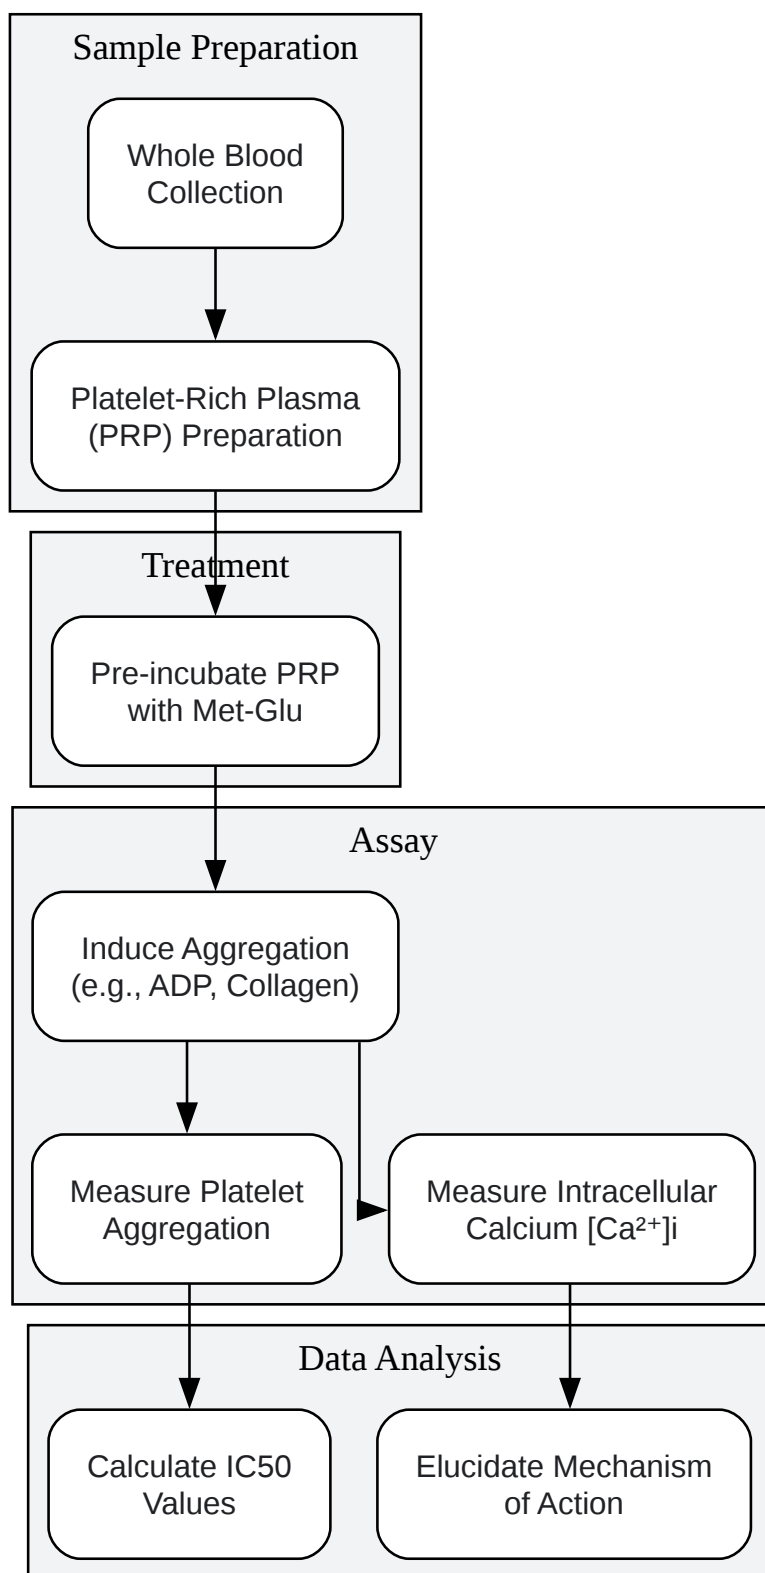 Sample Preparation
Whole Blood
Collection
Platelet-Rich Plasma
(PRP) Preparation
Treatment
Pre-incubate PRP
with Met-Glu
Assay
Induce Aggregation
(e.g., ADP, Collagen)
Measure Platelet
Aggregation
Measure Intracellular
Calcium [Ca²⁺]i
Data Analysis
Calculate IC50
Values
Elucidate Mechanism
of Action